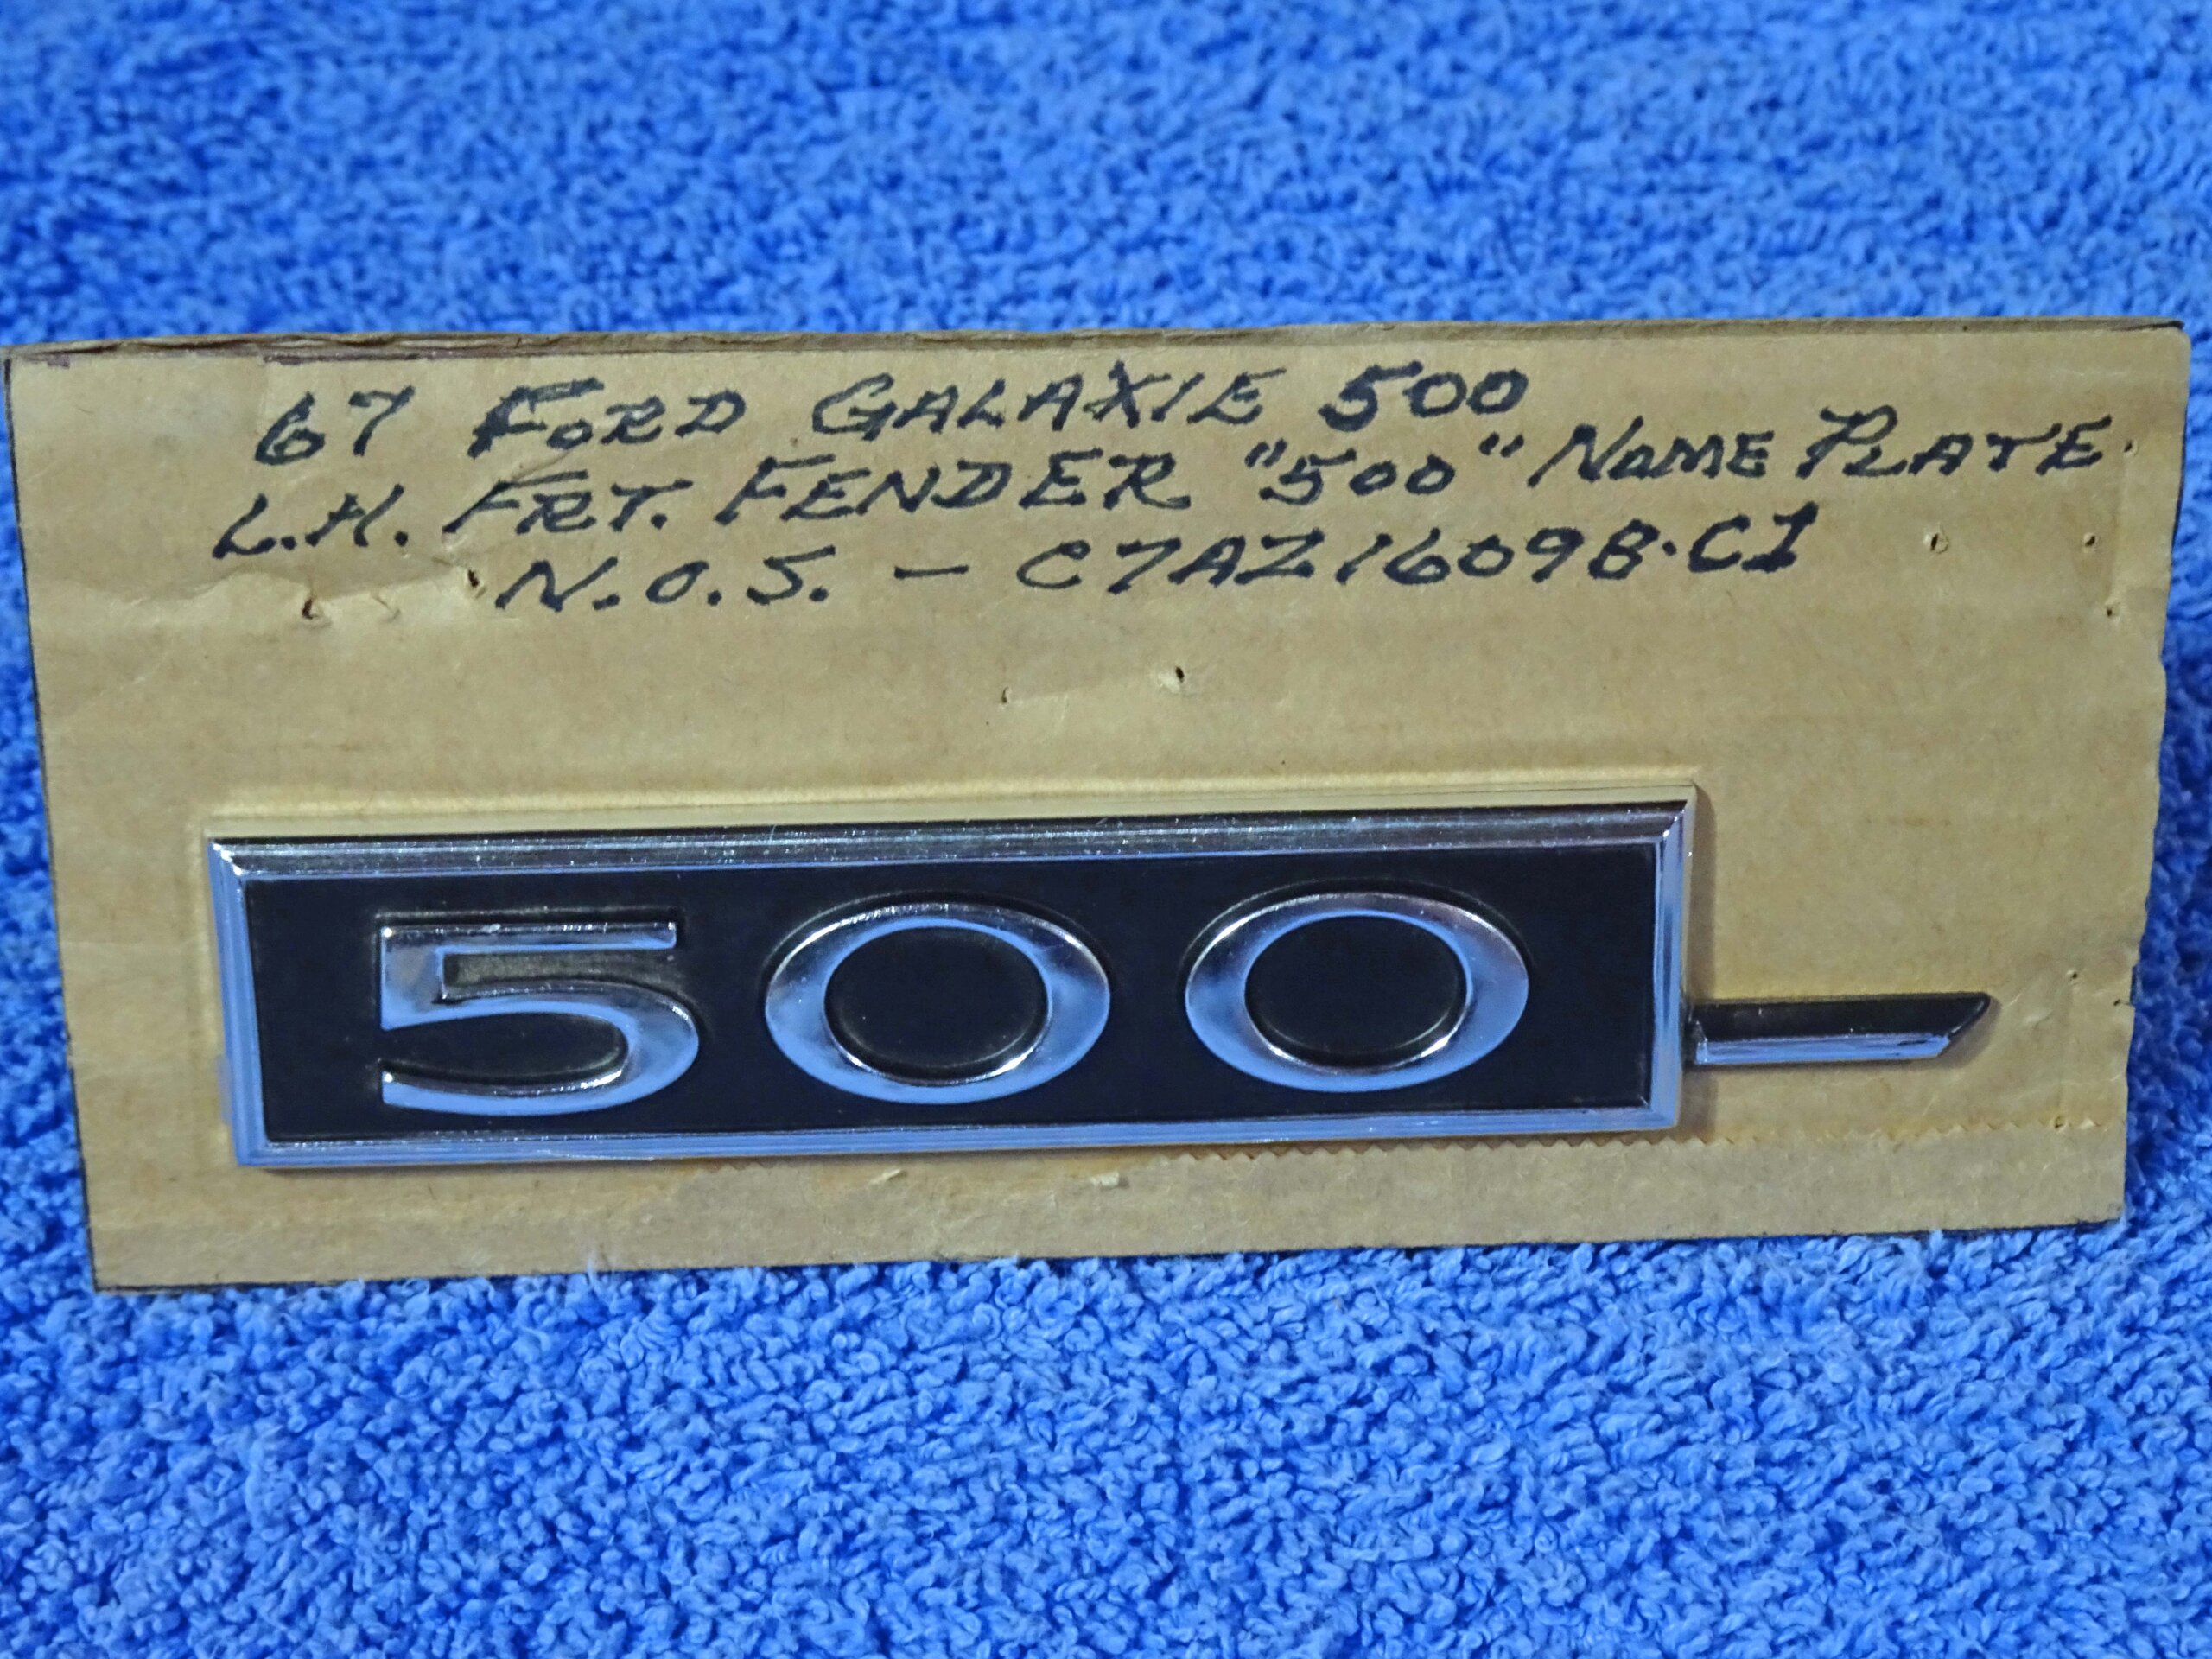 67 FORD GALAXIE 500
L.H. FRT. FENDER "500" NAME PLATE.
N.O.S. – C7AZ16098·C1
500